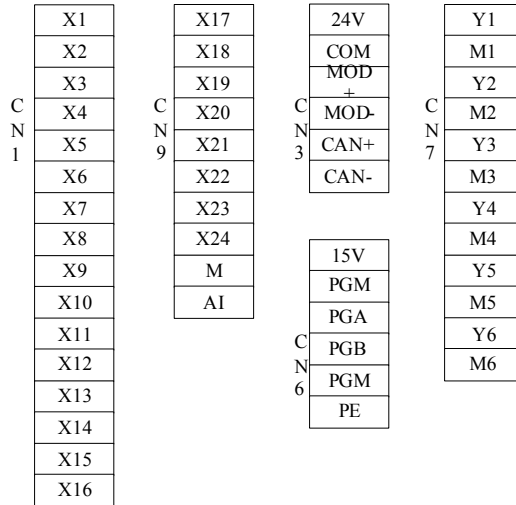 CN1
X1
X2
X3
X4
X5
X6
X7
X8
X9
X10
X11
X12
X13
X14
X15
X16
CN9
X17
X18
X19
X20
X21
X22
X23
X24
M
AI
CN3
24V
COM
MOD
+
MOD-
CAN+
CAN-
CN6
15V
PGM
PGA
PGB
PGM
PE
CN7
Y1
M1
Y2
M2
Y3
M3
Y4
M4
Y5
M5
Y6
M6